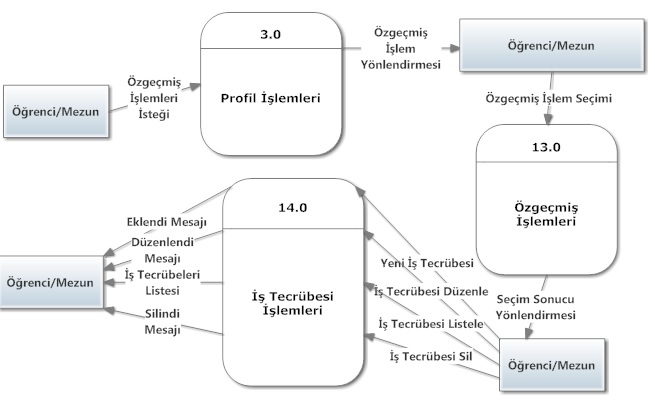 Öğrenci/Mezun
Özgeçmiş
İşlemleri
İsteği
3.0
Profil İşlemleri
Özgeçmiş
İşlem
Yönlendirmesi
Öğrenci/Mezun
Özgeçmiş İşlem Seçimi
13.0
Özgeçmiş
İşlemleri
Seçim Sonucu
Yönlendirmesi
Öğrenci/Mezun
Yeni İş Tecrübesi
İş Tecrübesi Düzenle
İş Tecrübesi Listele
İş Tecrübesi Sil
14.0
İş Tecrübesi
İşlemleri
Eklendi Mesajı
Düzenlendi
Mesajı
İş Tecrübeleri
Listesi
Silindi
Mesajı
Öğrenci/Mezun